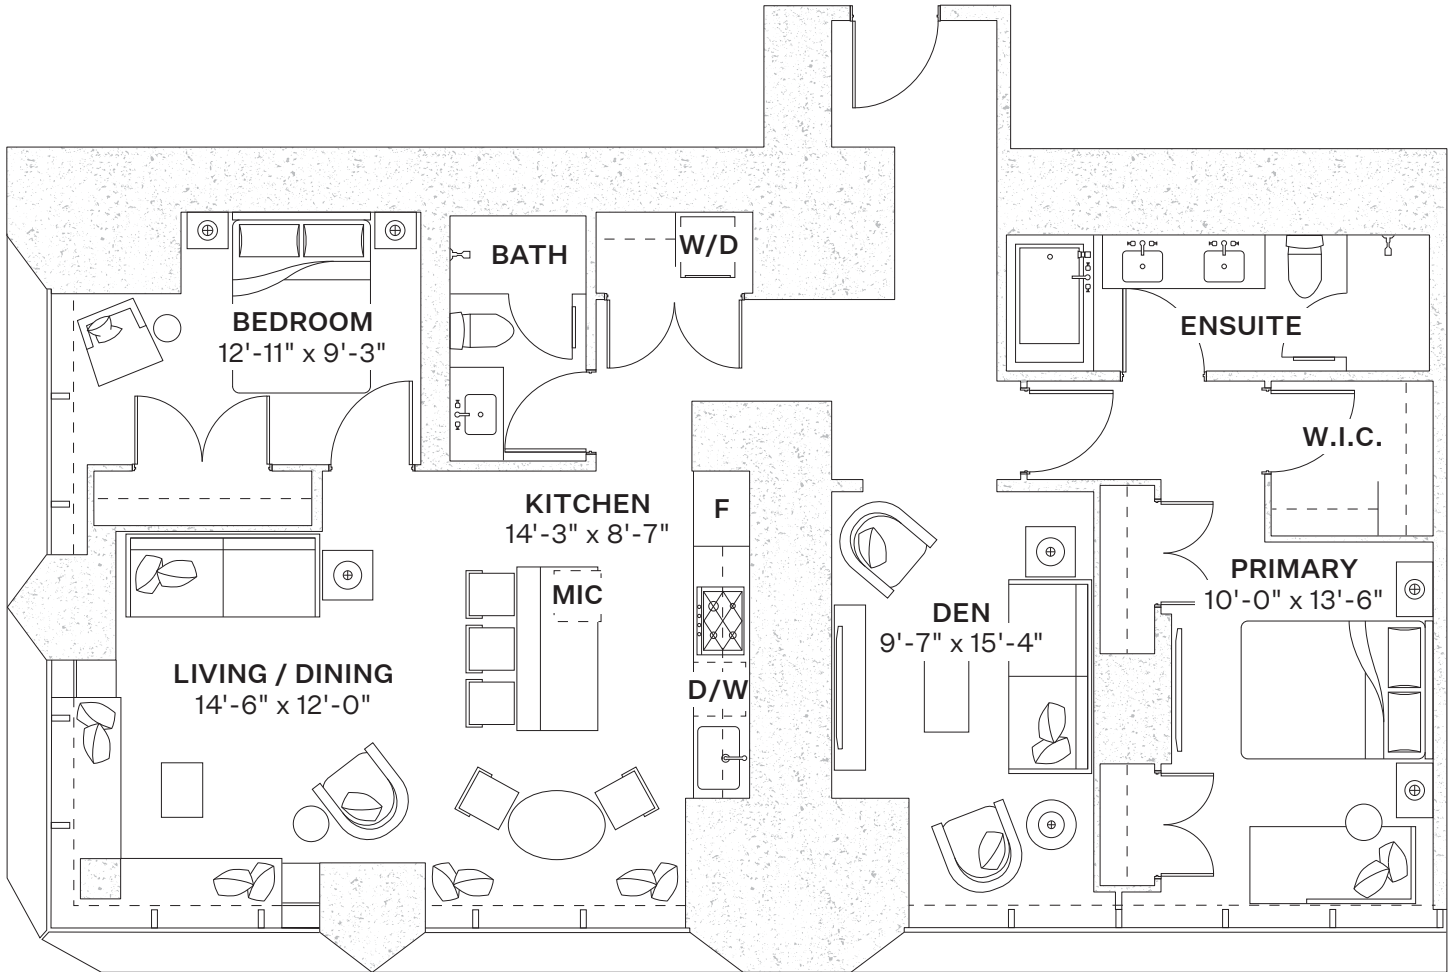 BATH
W/D
BEDROOM
12'-11" x 9'-3"
ENSUITE
W.I.C.
KITCHEN
14'-3" x 8'-7"
F
MIC
PRIMARY
10'-0" x 13'-6"
DEN
9'-7" x 15'-4"
LIVING / DINING
14'-6" x 12'-0"
D/W